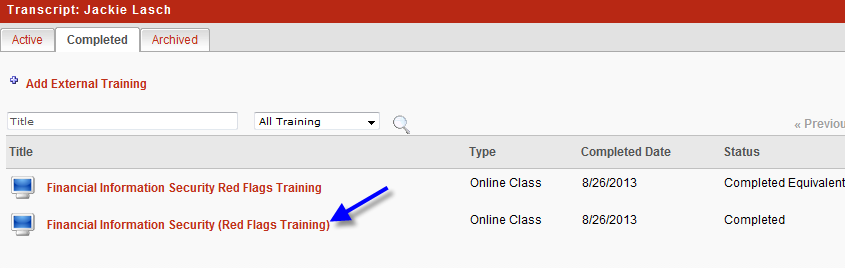 Transcript: Jackie Lasch
Active Completed Archived
Add External Training
Title All Training « Previou
Title Type Completed Date Status
Financial Information Security Red Flags Training Online Class 8/26/2013 Completed Equivalent
Financial Information Security (Red Flags Training) Online Class 8/26/2013 Completed